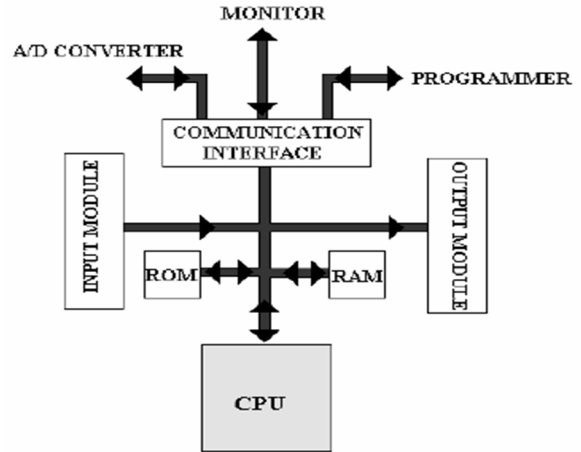 MONITOR
A/D CONVERTER
PROGRAMMER
COMMUNICATION
INTERFACE
INPUT MODULE
OUTPUT MODULE
ROM
RAM
CPU